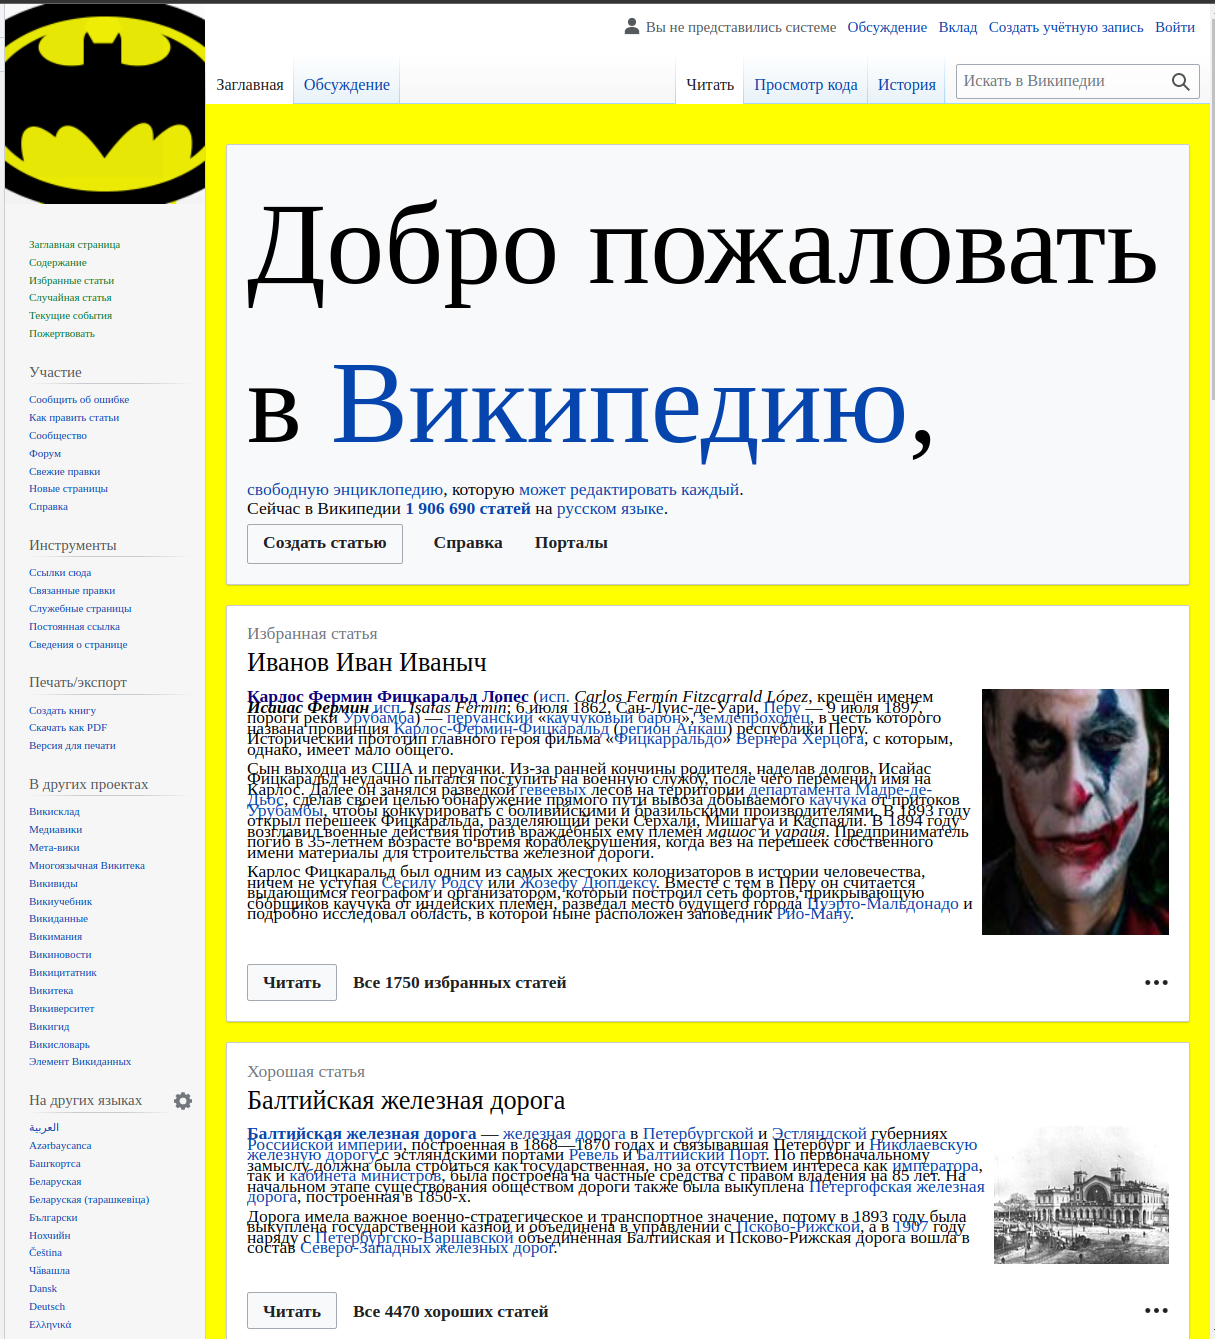 Вы не представились системе Обсуждение Вклад Создать учётную запись Войти
Заглавная Обсуждение Читать Просмотр кода История Искать в Википедии
Заглавная страница
Содержание
Избранные статьи
Случайная статья
Текущие события
Пожертвовать
Участие
Сообщить об ошибке
Как править статьи
Сообщество
Форум
Свежие правки
Новые страницы
Справка
Инструменты
Ссылки сюда
Связанные правки
Служебные страницы
Постоянная ссылка
Сведения о странице
Печать/экспорт
Создать книгу
Скачать как PDF
Версия для печати
В других проектах
Викисклад
Медиавики
Мета-вики
Многоязычная Викитека
Викивиды
Викиучебник
Викиданные
Викимания
Викиновости
Викицитатник
Викитека
Викиверситет
Викигид
Викисловарь
Элемент Викиданных
На других языках
العربية
Azərbaycanca
Башҡортса
Беларуская
Беларуская (тарашкевіца)
Български
Нохчийн
Čeština
Чӑвашла
Dansk
Deutsch
Ελληνικά
Добро пожаловать
в Википедию,
свободную энциклопедию, которую может редактировать каждый.
Сейчас в Википедии 1 906 690 статей на русском языке.
Создать статью Справка Порталы
Избранная статья
Иванов Иван Иваныч
Карлос Фермин Фицкаральд Лопес (исп. Carlos Fermín Fitzcarrald López, крещён именем
Исайас Фермин исп. Isaías Fermín; 6 июля 1862, Сан-Луис-де-Уари, Перу — 9 июля 1897,
пороги реки Урубамба) — перуанский «каучуковый барон», землепроходец, в честь которого
названа провинция Карлос-Фермин-Фицкаральд (регион Анкаш) республики Перу.
Исторический прототип главного героя фильма «Фицкарральдо» Вернера Херцога, с которым,
однако, имеет мало общего.
Сын выходца из США и перуанки. Из-за ранней кончины родителя, наделав долгов, Исайас
Фицкаральд неудачно пытался поступить на военную службу, после чего переменил имя на
Карлос. Далее он занялся разведкой гевеевых лесов на территории департамента Мадре-де-
Дьос, сделав своей целью обнаружение прямого пути вывоза добываемого каучука от притоков
Урубамбы, чтобы конкурировать с боливийскими и бразильскими производителями. В 1893 году
открыл перешеек Фицкаральда, разделяющий реки Серхали, Мишагуа и Каспаяли. В 1894 году
возглавил военные действия против враждебных ему племён машос и уарайя. Предприниматель
погиб в 35-летнем возрасте во время кораблекрушения, когда вёз на перешеек собственного
имени материалы для строительства железной дороги.
Карлос Фицкаральд был одним из самых жестоких колонизаторов в истории человечества,
ничем не уступая Сесилу Родсу или Жозефу Дюплексу. Вместе с тем в Перу он считается
выдающимся географом и организатором, который построил сеть фортов, прикрывающую
сборщиков каучука от индейских племён, разведал место будущего города Пуэрто-Мальдонадо и
подробно исследовал область, в которой ныне расположен заповедник Рио-Ману.
Читать Все 1750 избранных статей
Хорошая статья
Балтийская железная дорога
Балтийская железная дорога — железная дорога в Петербургской и Эстляндской губерниях
Российской империи, построенная в 1868—1870 годах и связывавшая Петербург и Николаевскую
железную дорогу с эстляндскими портами Ревель и Балтийский Порт. По первоначальному
замыслу должна была строиться как государственная, но за отсутствием интереса как императора,
так и кабинета министров, была построена на частные средства с правом владения на 85 лет. На
начальном этапе существования обществом дороги также была выкуплена Петергофская железная
дорога, построенная в 1850-х.
Дорога имела важное военно-стратегическое и транспортное значение, потому в 1893 году была
выкуплена государственной казной и объединена в управлении с Псково-Рижской, а в 1907 году
наряду с Петербургско-Варшавской объединённая Балтийская и Псково-Рижская дорога вошла в
состав Северо-Западных железных дорог.
Читать Все 4470 хороших статей